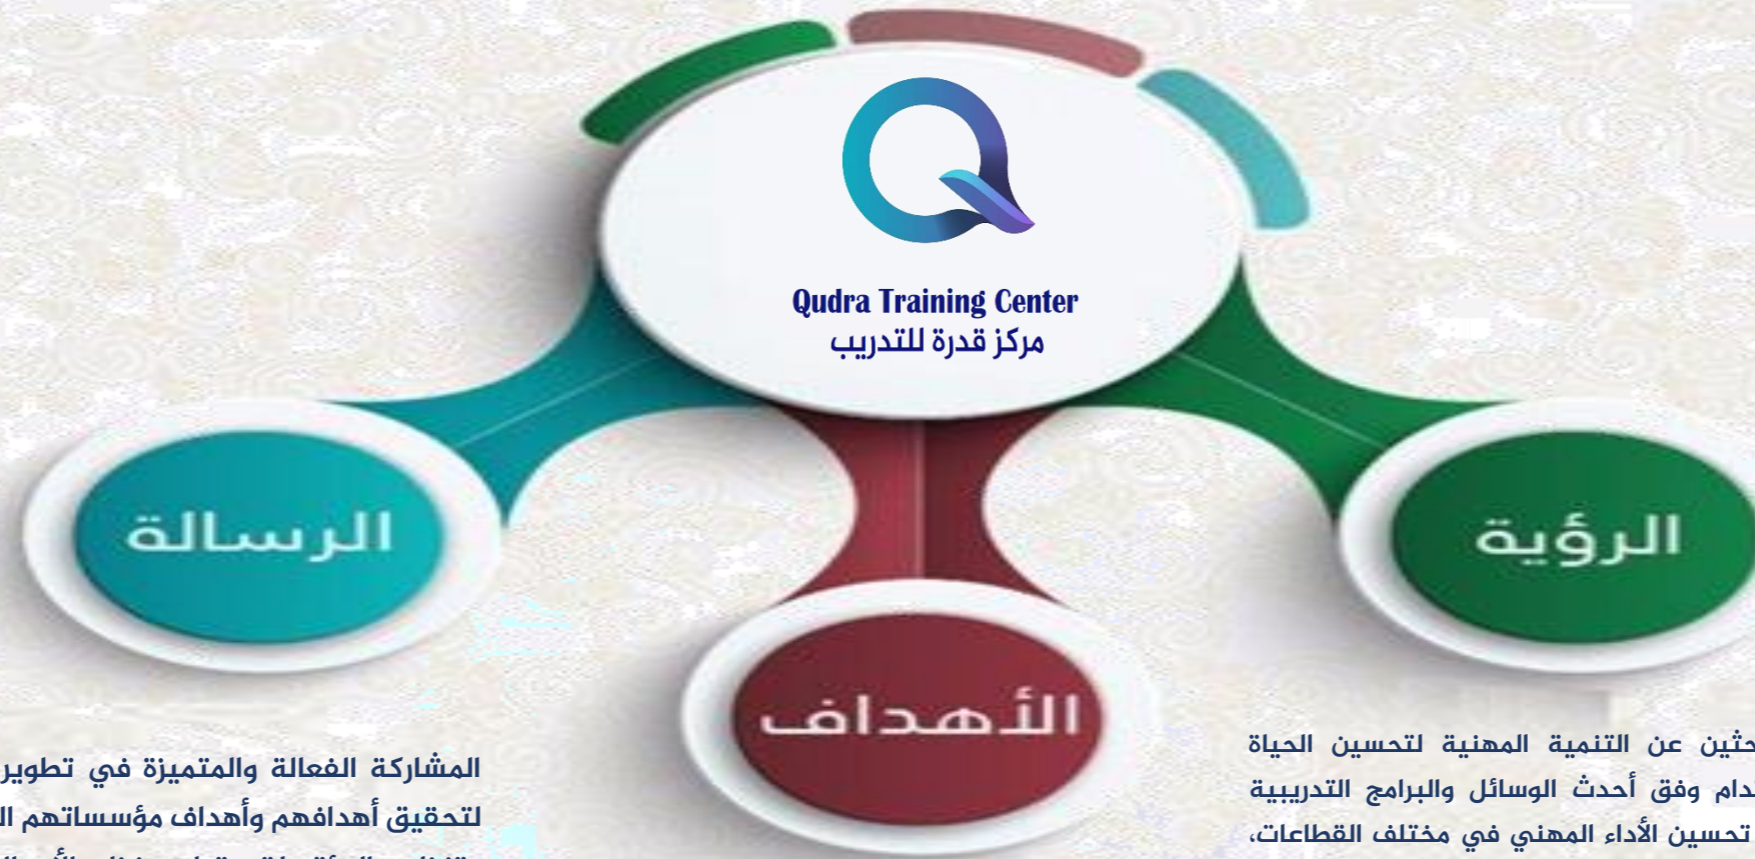 Qudra Training Center
مركز قدرة للتدريب
الرؤية
الرسالة
الأهداف
عن التنمية المهنية لتحسين الحياة
وفق أحدث الوسائل والبرامج التدريبية
تحسين الأداء المهني في مختلف القطاعات،
المشاركة الفعالة والمتميزة في تطوير
لتحقيق أهدافهم وأهداف مؤسساتهم